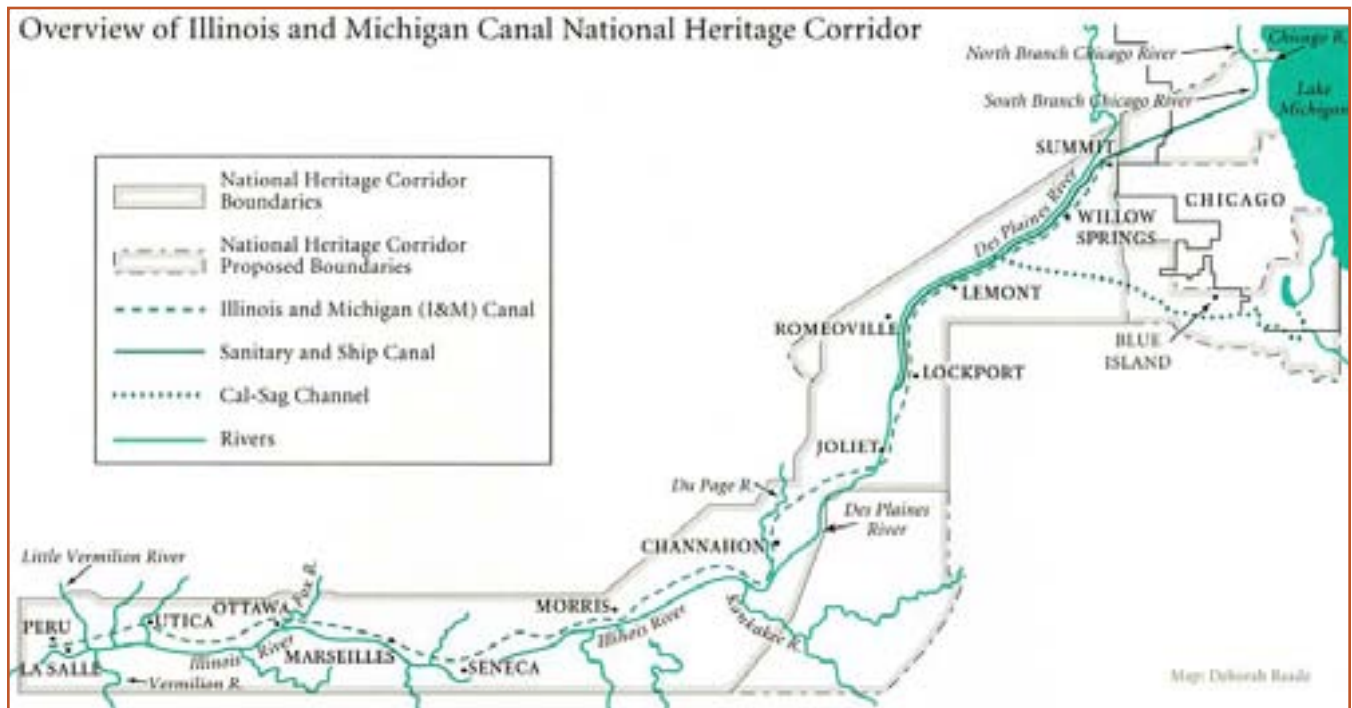 Overview of Illinois and Michigan Canal National Heritage Corridor
North Branch Chicago River
Chicago R.
South Branch Chicago River
Lake
Michigan
SUMMIT
National Heritage Corridor
Boundaries
National Heritage Corridor
Proposed Boundaries
Illinois and Michigan (I&M) Canal
Sanitary and Ship Canal
Cal-Sag Channel
Rivers
Des Plaines River
CHICAGO
WILLOW
SPRINGS
LEMONT
ROMEOVILLE
BLUE
ISLAND
LOCKPORT
JOLIET
Du Page R.
Des Plaines
River
CHANNAHON
Little Vermilion River
Fox R.
OTTAWA
MORRIS
Illinois River
Kankakee R.
PERU
UTICA
LA SALLE
Illinois River
MARSEILLES
SENECA
Vermilion R.
Map: Deborah